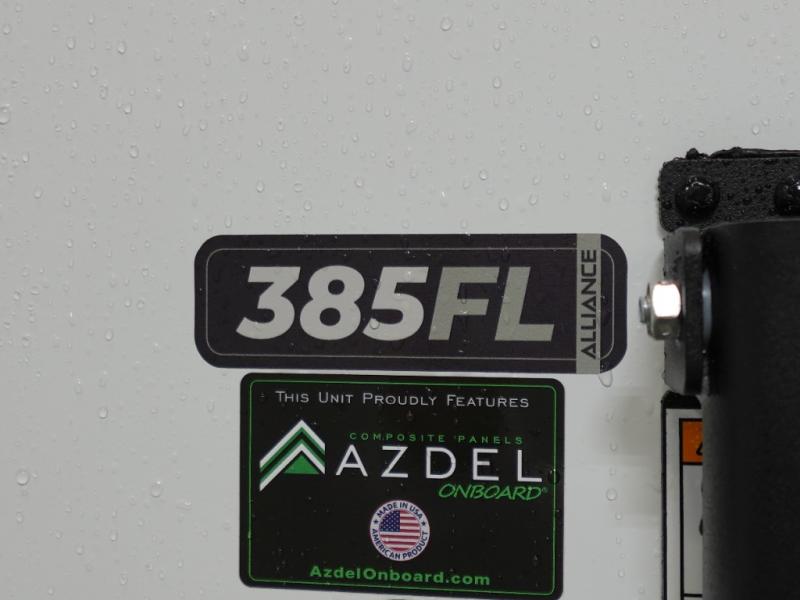 385FL
ALLIANCE
This Unit Proudly Features
COMPOSITE PANELS
AZDEL
ONBOARD®
MADE IN USA
AMERICAN PRODUCT
AzdelOnboard.com